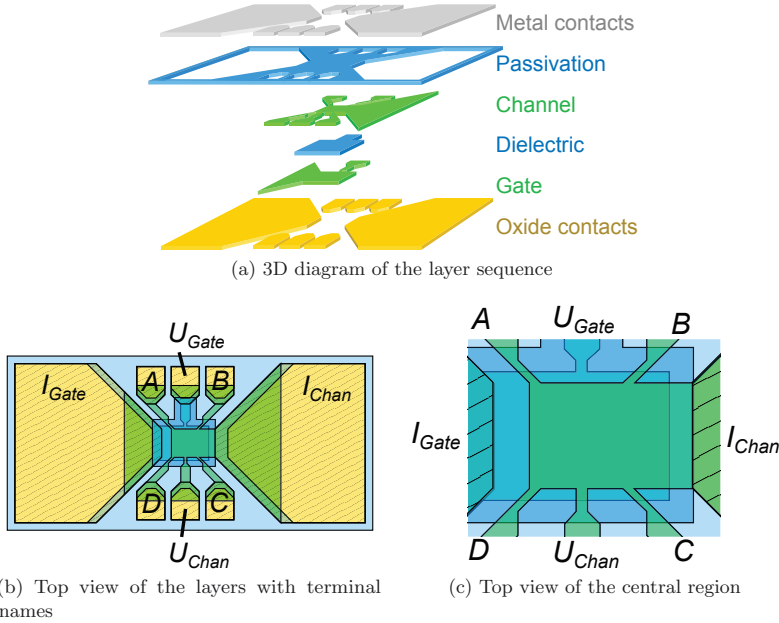 Metal contacts
Passivation
Channel
Dielectric
Gate
Oxide contacts
(a) 3D diagram of the layer sequence
U_Gate
A B
I_Gate I_Chan
D C
U_Chan
(b) Top view of the layers with terminal
names
A U_Gate B
I_Gate I_Chan
D U_Chan C
(c) Top view of the central region